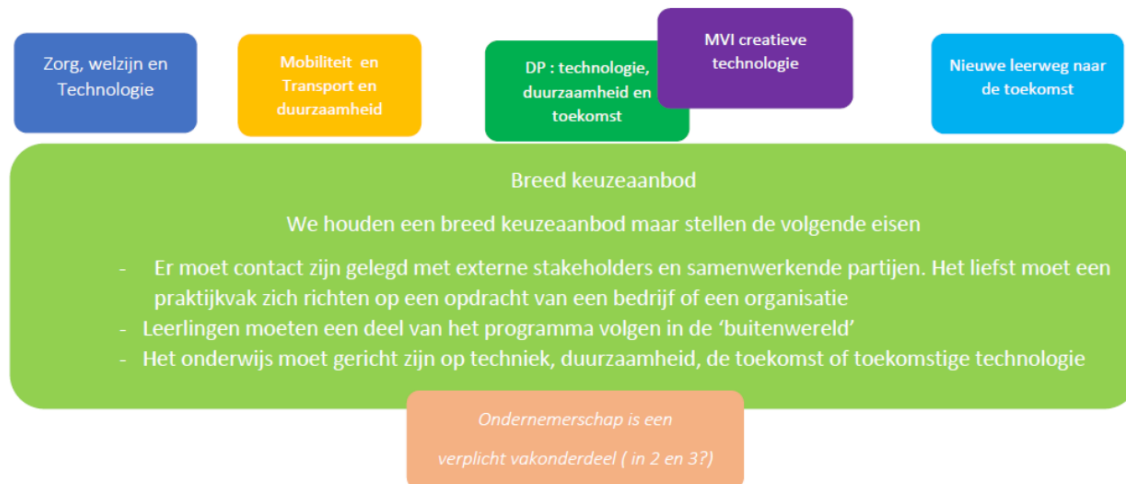 Zorg, welzijn en
Technologie
Mobiliteit en
Transport en
duurzaamheid
DP : technologie,
duurzaamheid en
toekomst
MVI creatieve
technologie
Nieuwe leerweg naar
de toekomst
Breed keuzeaanbod
We houden een breed keuzeaanbod maar stellen de volgende eisen
- Er moet contact zijn gelegd met externe stakeholders en samenwerkende partijen. Het liefst moet een
praktijkvak zich richten op een opdracht van een bedrijf of een organisatie
- Leerlingen moeten een deel van het programma volgen in de ‘buitenwereld’
- Het onderwijs moet gericht zijn op techniek, duurzaamheid, de toekomst of toekomstige technologie
Ondernemerschap is een
verplicht vakonderdeel ( in 2 en 3?)